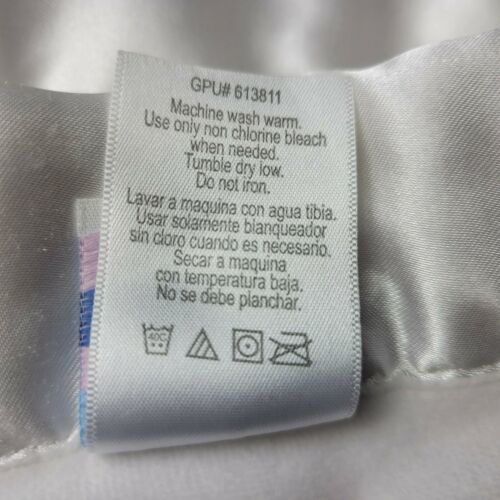 GPU# 613811
Machine wash warm.
Use only non chlorine bleach
when needed.
Tumble dry low.
Do not iron.
Lavar a maquina con agua tibia.
Usar solamente blanqueador
sin cloro cuando es necesario.
Secar a maquina
con temperatura baja.
No se debe planchar.
40C